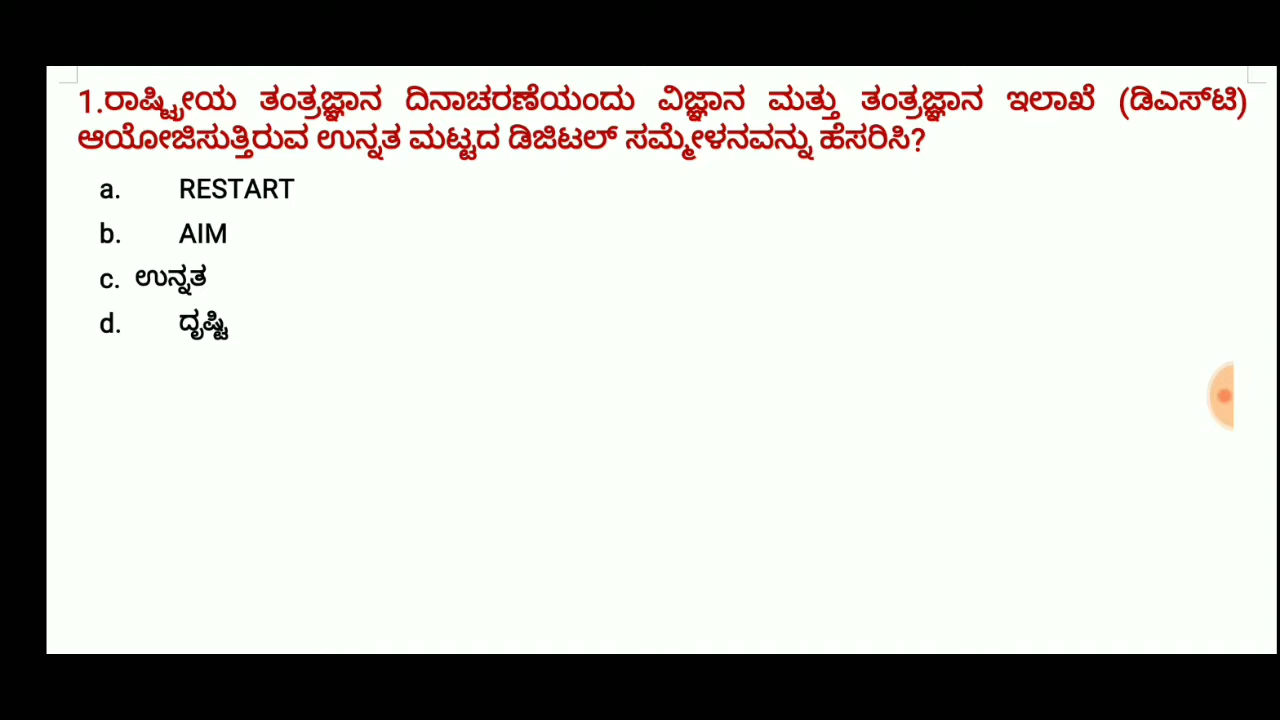 1.ರಾಷ್ಟ್ರೀಯ ತಂತ್ರಜ್ಞಾನ ದಿನಾಚರಣೆಯಂದು ವಿಜ್ಞಾನ ಮತ್ತು ತಂತ್ರಜ್ಞಾನ ಇಲಾಖೆ (ಡಿಎಸ್‌ಟಿ)
ಆಯೋಜಿಸುತ್ತಿರುವ ಉನ್ನತ ಮಟ್ಟದ ಡಿಜಿಟಲ್ ಸಮ್ಮೇಳನವನ್ನು ಹೆಸರಿಸಿ?
a. RESTART
b. AIM
c. ಉನ್ನತ
d. ದೃಷ್ಟಿ